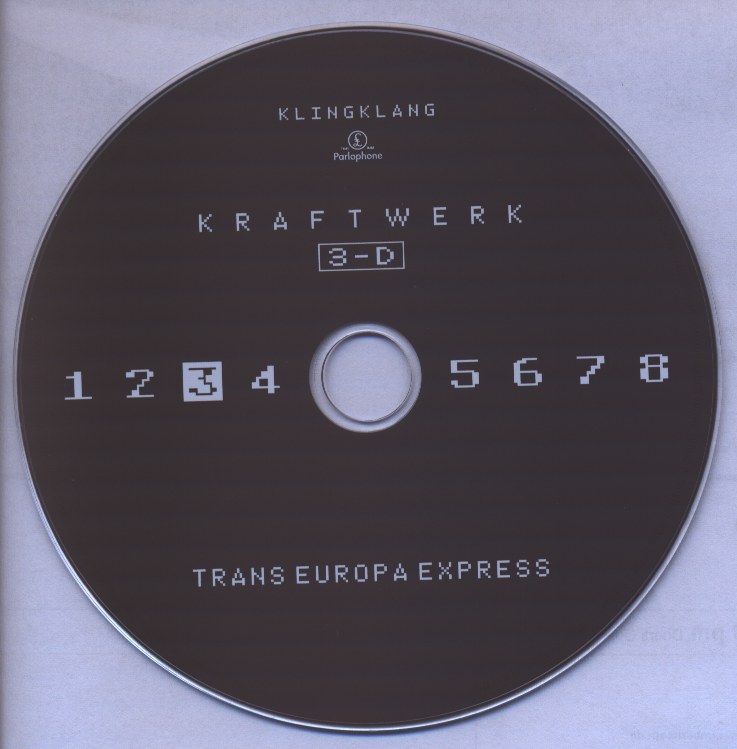 KLINGKLANG
£
Parlophone
KRAFTWERK
3-D
1 2 3 4 5 6 7 8
TRANS EUROPA EXPRESS